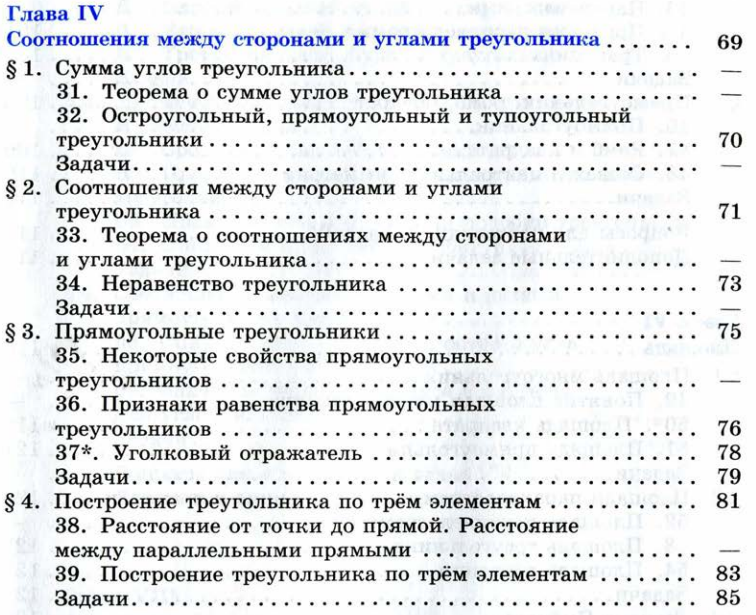 Глава IV
Соотношения между сторонами и углами треугольника ...... 69
§ 1. Сумма углов треугольника ...... —
31. Теорема о сумме углов треугольника ...... —
32. Остроугольный, прямоугольный и тупоугольный
треугольники ...... 70
Задачи ...... —
§ 2. Соотношения между сторонами и углами
треугольника ...... 71
33. Теорема о соотношениях между сторонами
и углами треугольника ...... —
34. Неравенство треугольника ...... 73
Задачи ...... —
§ 3. Прямоугольные треугольники ...... 75
35. Некоторые свойства прямоугольных
треугольников ...... —
36. Признаки равенства прямоугольных
треугольников ...... 76
37*. Уголковый отражатель ...... 78
Задачи ...... 79
§ 4. Построение треугольника по трём элементам ...... 81
38. Расстояние от точки до прямой. Расстояние
между параллельными прямыми ...... —
39. Построение треугольника по трём элементам ...... 83
Задачи ...... 85